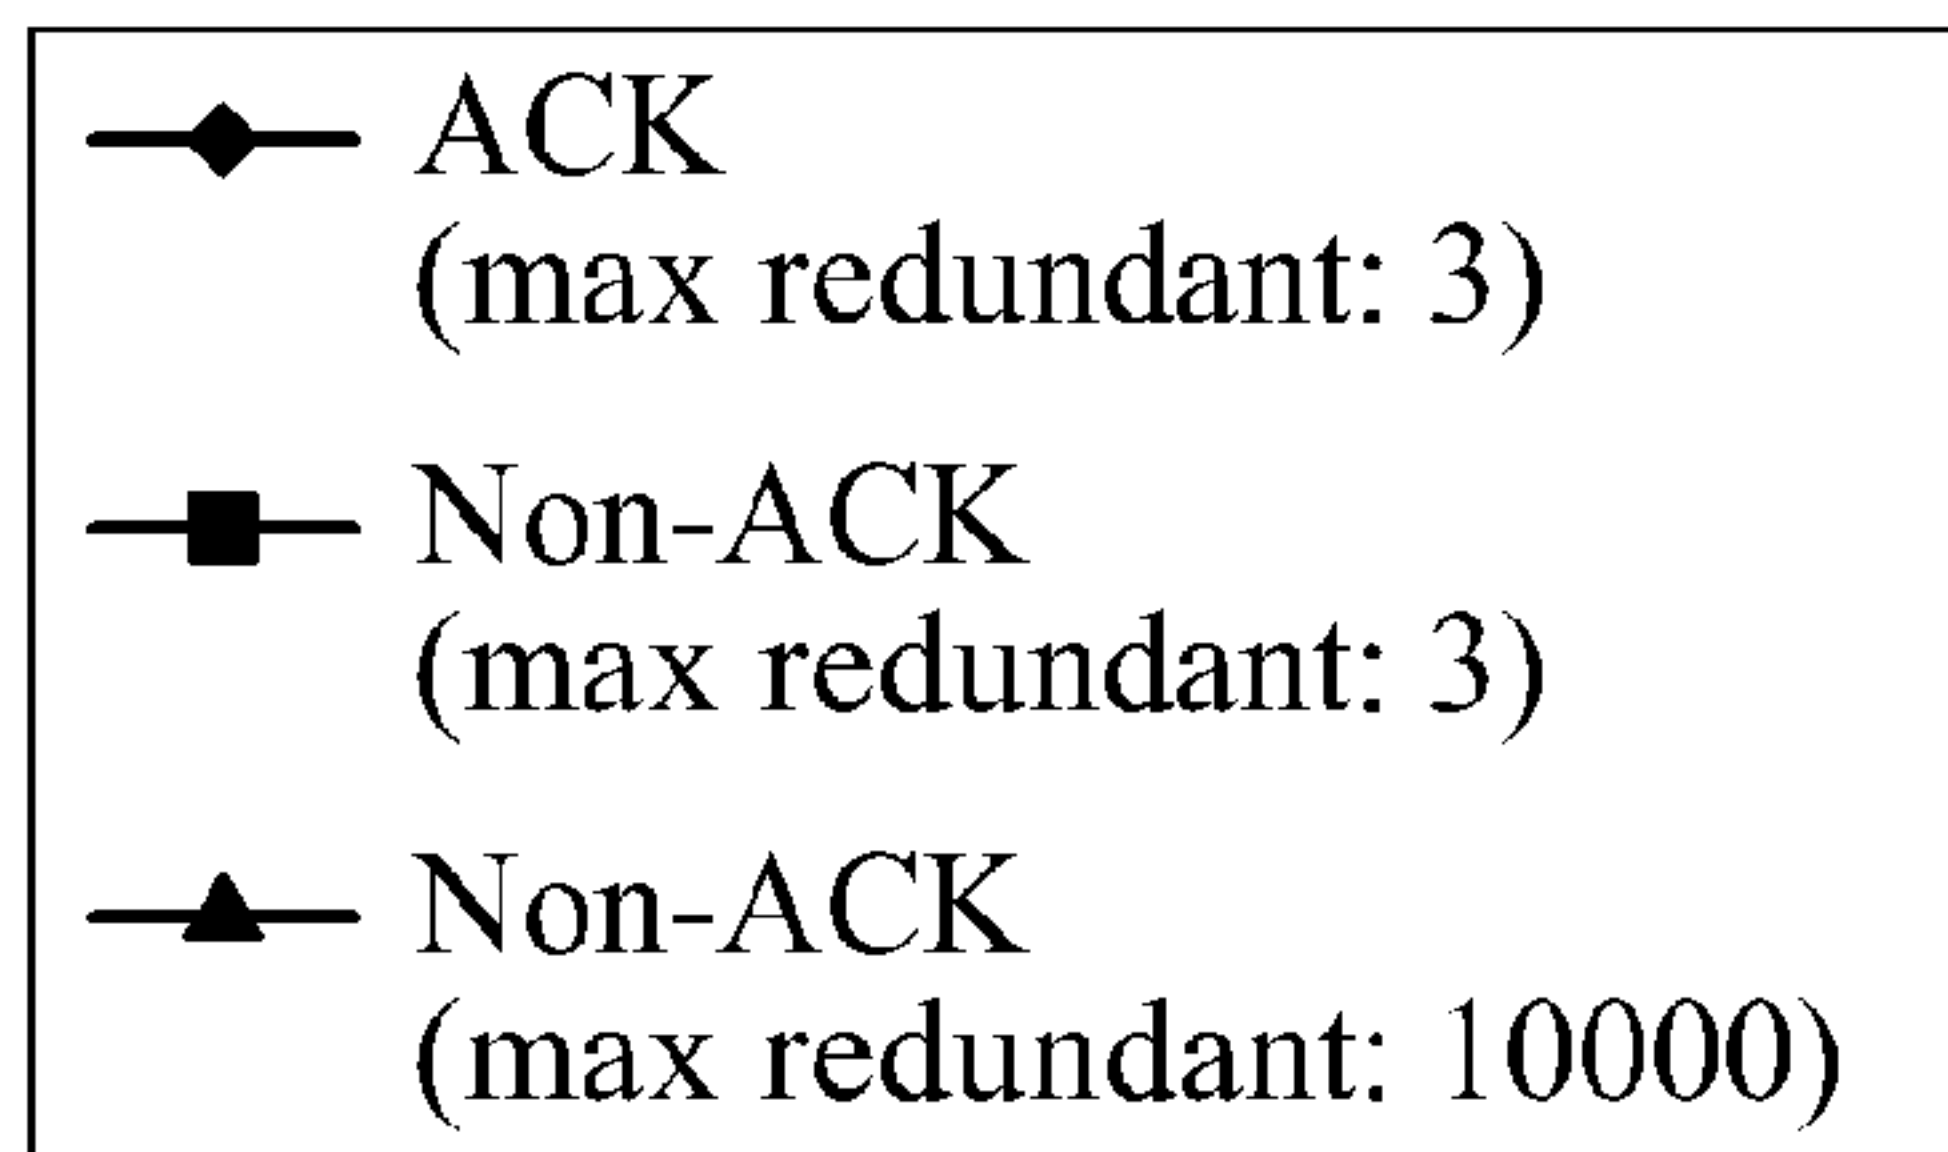 ACK
(max redundant: 3)
Non-ACK
(max redundant: 3)
Non-ACK
(max redundant: 10000)